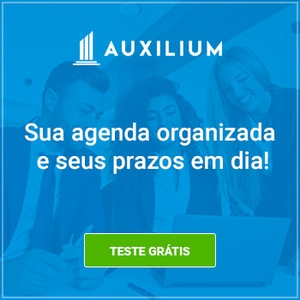 AUXILIUM
Sua agenda organizada
e seus prazos em dia!
TESTE GRÁTIS